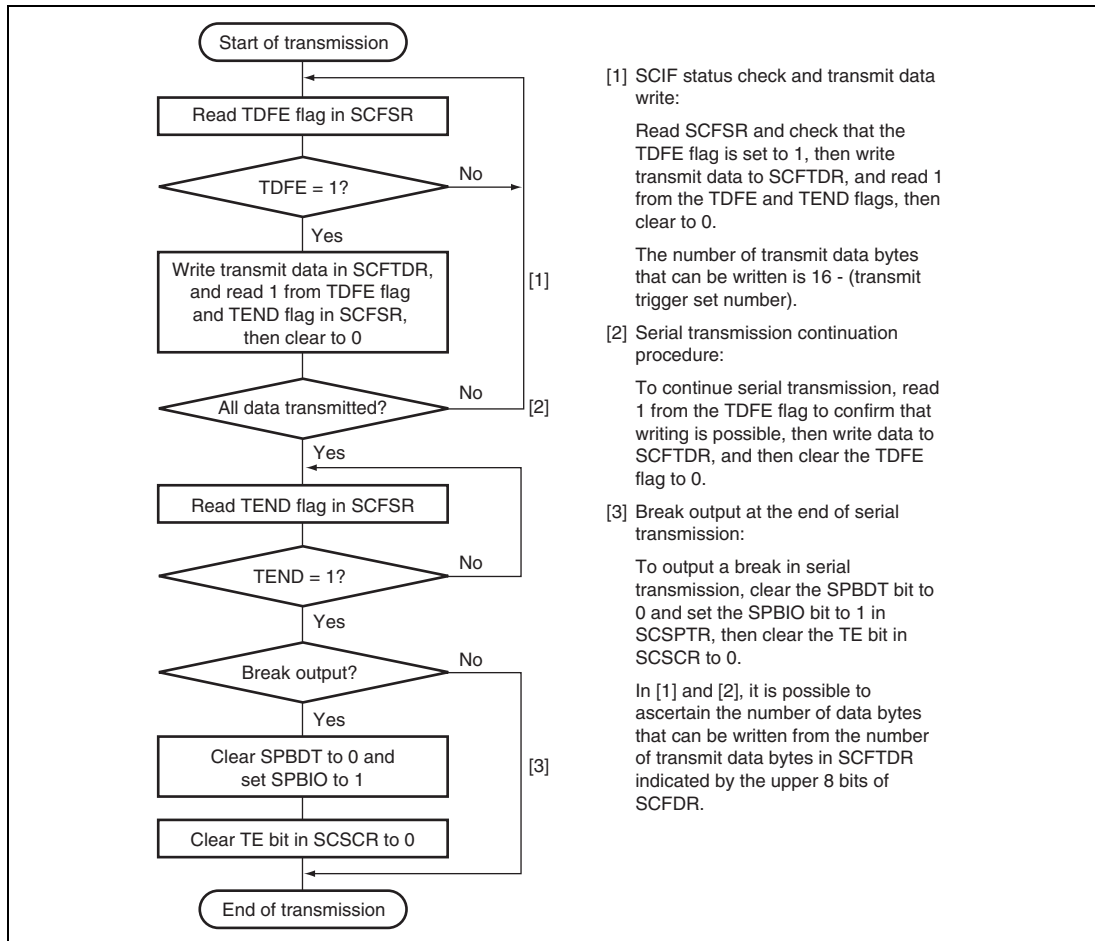 Start of transmission
Read TDFE flag in SCFSR
TDFE = 1?
No
Yes
Write transmit data in SCFTDR,
and read 1 from TDFE flag
and TEND flag in SCFSR,
then clear to 0
[1]
All data transmitted?
No
[2]
Yes
Read TEND flag in SCFSR
TEND = 1?
No
Yes
Break output?
No
Yes
Clear SPBDT to 0 and
set SPBIO to 1
[3]
Clear TE bit in SCSCR to 0
End of transmission
[1] SCIF status check and transmit data
write:
Read SCFSR and check that the
TDFE flag is set to 1, then write
transmit data to SCFTDR, and read 1
from the TDFE and TEND flags, then
clear to 0.
The number of transmit data bytes
that can be written is 16 - (transmit
trigger set number).
[2] Serial transmission continuation
procedure:
To continue serial transmission, read
1 from the TDFE flag to confirm that
writing is possible, then write data to
SCFTDR, and then clear the TDFE
flag to 0.
[3] Break output at the end of serial
transmission:
To output a break in serial
transmission, clear the SPBDT bit to
0 and set the SPBIO bit to 1 in
SCSPTR, then clear the TE bit in
SCSCR to 0.
In [1] and [2], it is possible to
ascertain the number of data bytes
that can be written from the number
of transmit data bytes in SCFTDR
indicated by the upper 8 bits of
SCFDR.